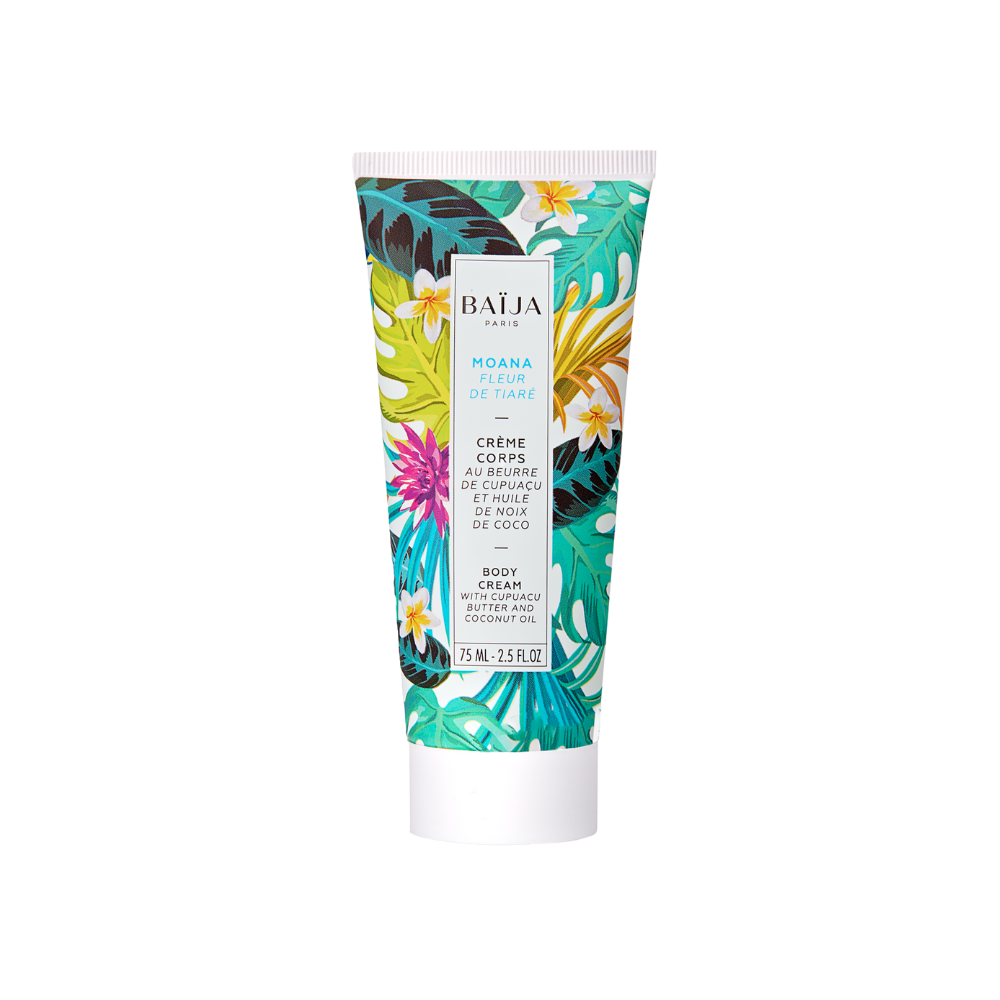 BAÏJA
PARIS
MOANA
FLEUR
DE TIARÉ
CRÈME
CORPS
AU BEURRE
DE CUPUAÇU
ET HUILE
DE NOIX
DE COCO
BODY
CREAM
WITH CUPUACU
BUTTER AND
COCONUT OIL
75 ML - 2.5 FL.OZ